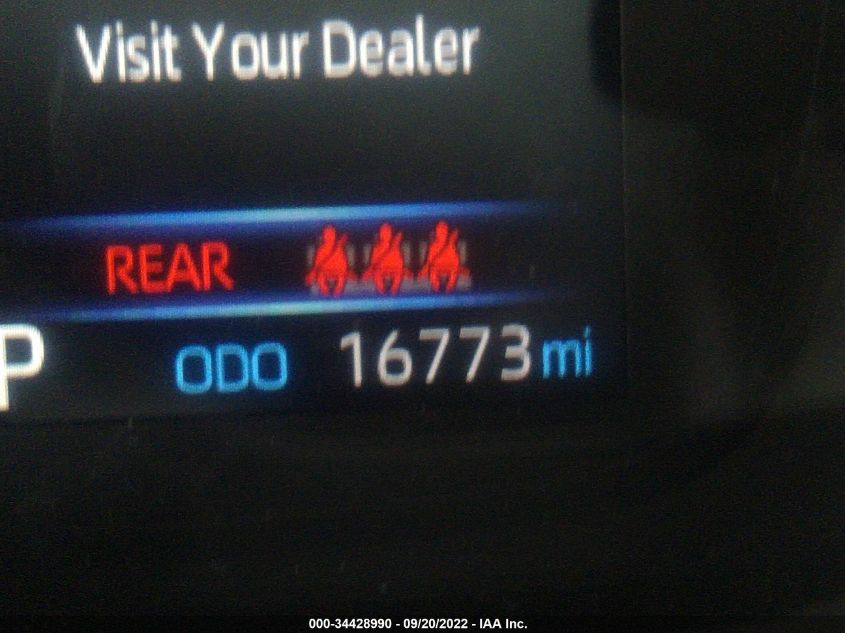 Visit Your Dealer
REAR
P
ODO 16773 mi
000-34428990 - 09/20/2022 - IAA Inc.